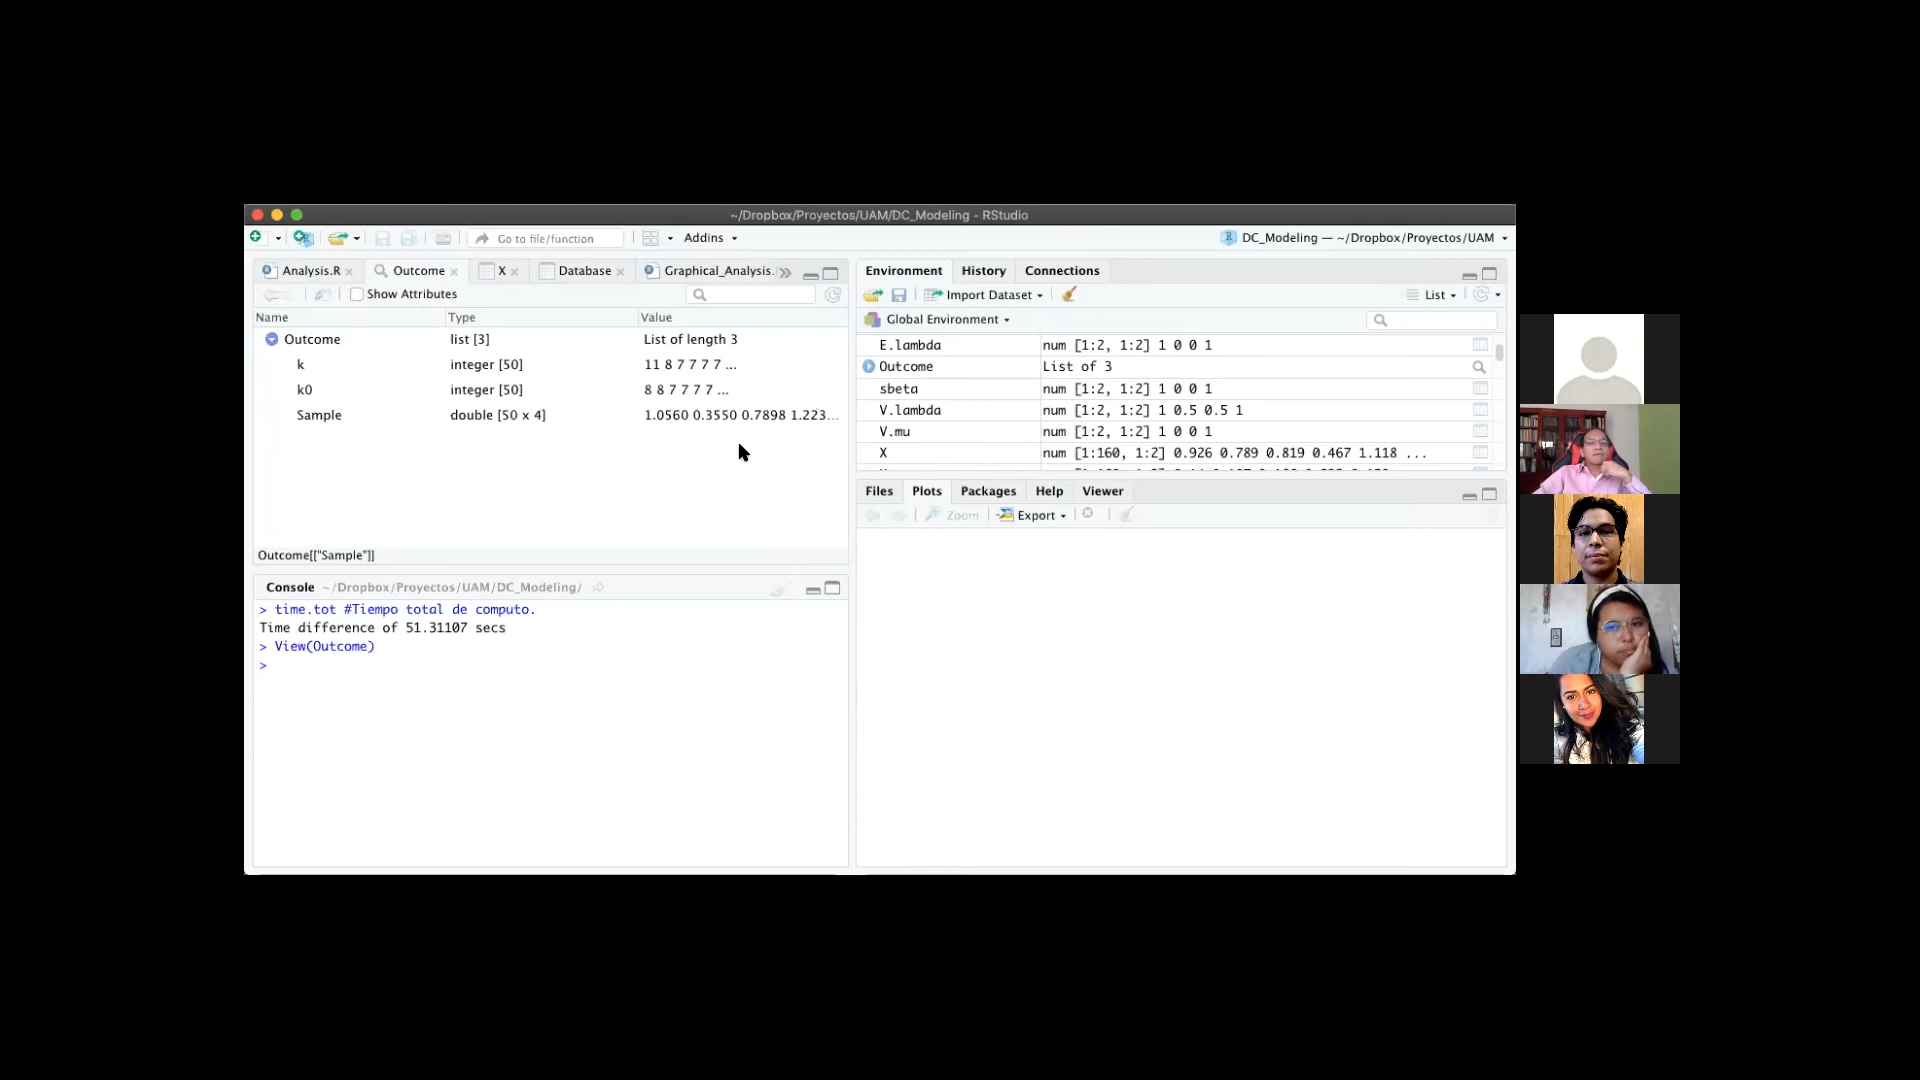 ~/Dropbox/Proyectos/UAM/DC_Modeling - RStudio
Go to file/function
Addins
DC_Modeling — ~/Dropbox/Proyectos/UAM
Analysis.R
Outcome
X
Database
Graphical_Analysis.
Show Attributes
Name Type Value
Outcome list [3] List of length 3
k integer [50] 11 8 7 7 7 7 ...
k0 integer [50] 8 8 7 7 7 7 ...
Sample double [50 x 4] 1.0560 0.3550 0.7898 1.223...
Outcome[["Sample"]]
Console ~/Dropbox/Proyectos/UAM/DC_Modeling/
> time.tot #Tiempo total de computo.
Time difference of 51.31107 secs
> View(Outcome)
>
Environment History Connections
Import Dataset
List
Global Environment
E.lambda num [1:2, 1:2] 1 0 0 1
Outcome List of 3
sbeta num [1:2, 1:2] 1 0 0 1
V.lambda num [1:2, 1:2] 1 0.5 0.5 1
V.mu num [1:2, 1:2] 1 0 0 1
X num [1:160, 1:2] 0.926 0.789 0.819 0.467 1.118 ...
Files Plots Packages Help Viewer
Zoom
Export